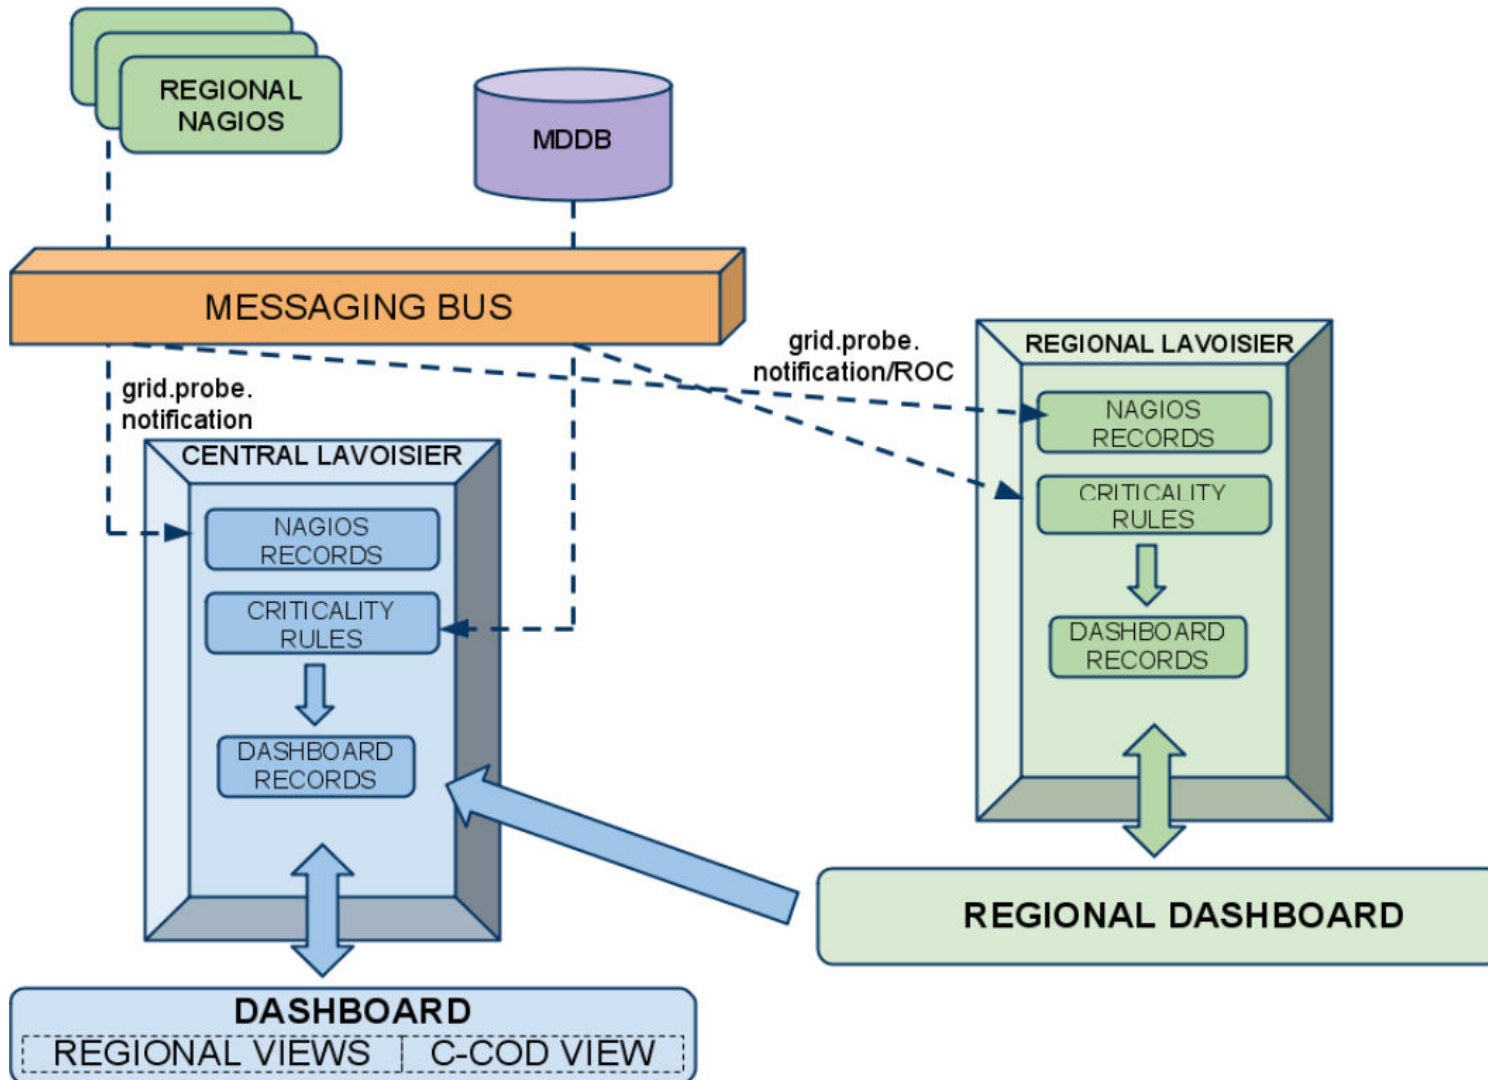 REGIONAL
NAGIOS
MDDB
MESSAGING BUS
grid.probe.
notification
grid.probe.
notification/ROC
REGIONAL LAVOISIER
NAGIOS
RECORDS
CRITICALITY
RULES
DASHBOARD
RECORDS
CENTRAL LAVOISIER
NAGIOS
RECORDS
CRITICALITY
RULES
DASHBOARD
RECORDS
REGIONAL DASHBOARD
DASHBOARD
REGIONAL VIEWS
C-COD VIEW